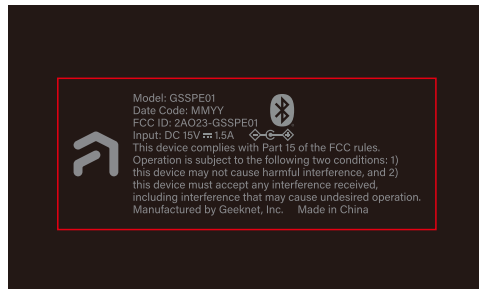 Model: GSSPE01
Date Code: MMYY
FCC ID: 2AO23-GSSPE01
Input: DC 15V ⎓ 1.5A
This device complies with Part 15 of the FCC rules.
Operation is subject to the following two conditions: 1)
this device may not cause harmful interference, and 2)
this device must accept any interference received,
including interference that may cause undesired operation.
Manufactured by Geeknet, Inc. Made in China